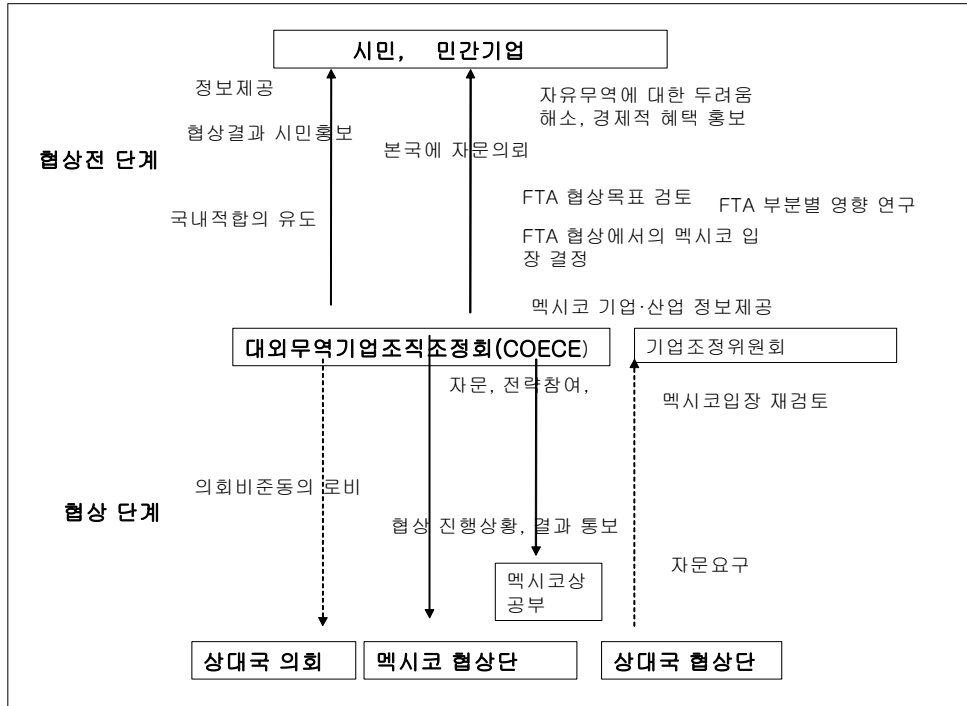 시민, 민간기업
정보제공
자유무역에 대한 두려움
해소, 경제적 혜택 홍보
협상결과 시민홍보
본국에 자문의뢰
협상전 단계
FTA 협상목표 검토
FTA 부분별 영향 연구
국내적합의 유도
FTA 협상에서의 멕시코 입
장 결정
멕시코 기업·산업 정보제공
대외무역기업조직조정회(COECE)
기업조정위원회
자문, 전략참여,
멕시코입장 재검토
의회비준동의 로비
협상 단계
협상 진행상황, 결과 통보
자문요구
멕시코상
공부
상대국 의회
멕시코 협상단
상대국 협상단